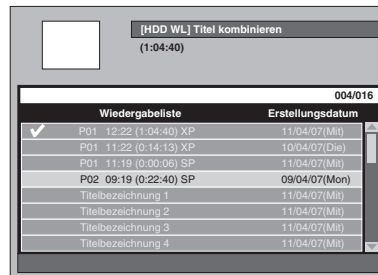 [HDD WL] Titel kombinieren
(1:04:40)
004/016
Wiedergabeliste Erstellungsdatum
P01 12:22 (1:04:40) XP 11/04/07(Mit)
P01 11:22 (0:14:13) XP 10/04/07(Die)
P01 11:19 (0:00:06) SP 11/04/07(Mit)
P02 09:19 (0:22:40) SP 09/04/07(Mon)
Titelbezeichnung 1 11/04/07(Mit)
Titelbezeichnung 2 11/04/07(Mit)
Titelbezeichnung 3 11/04/07(Mit)
Titelbezeichnung 4 11/04/07(Mit)